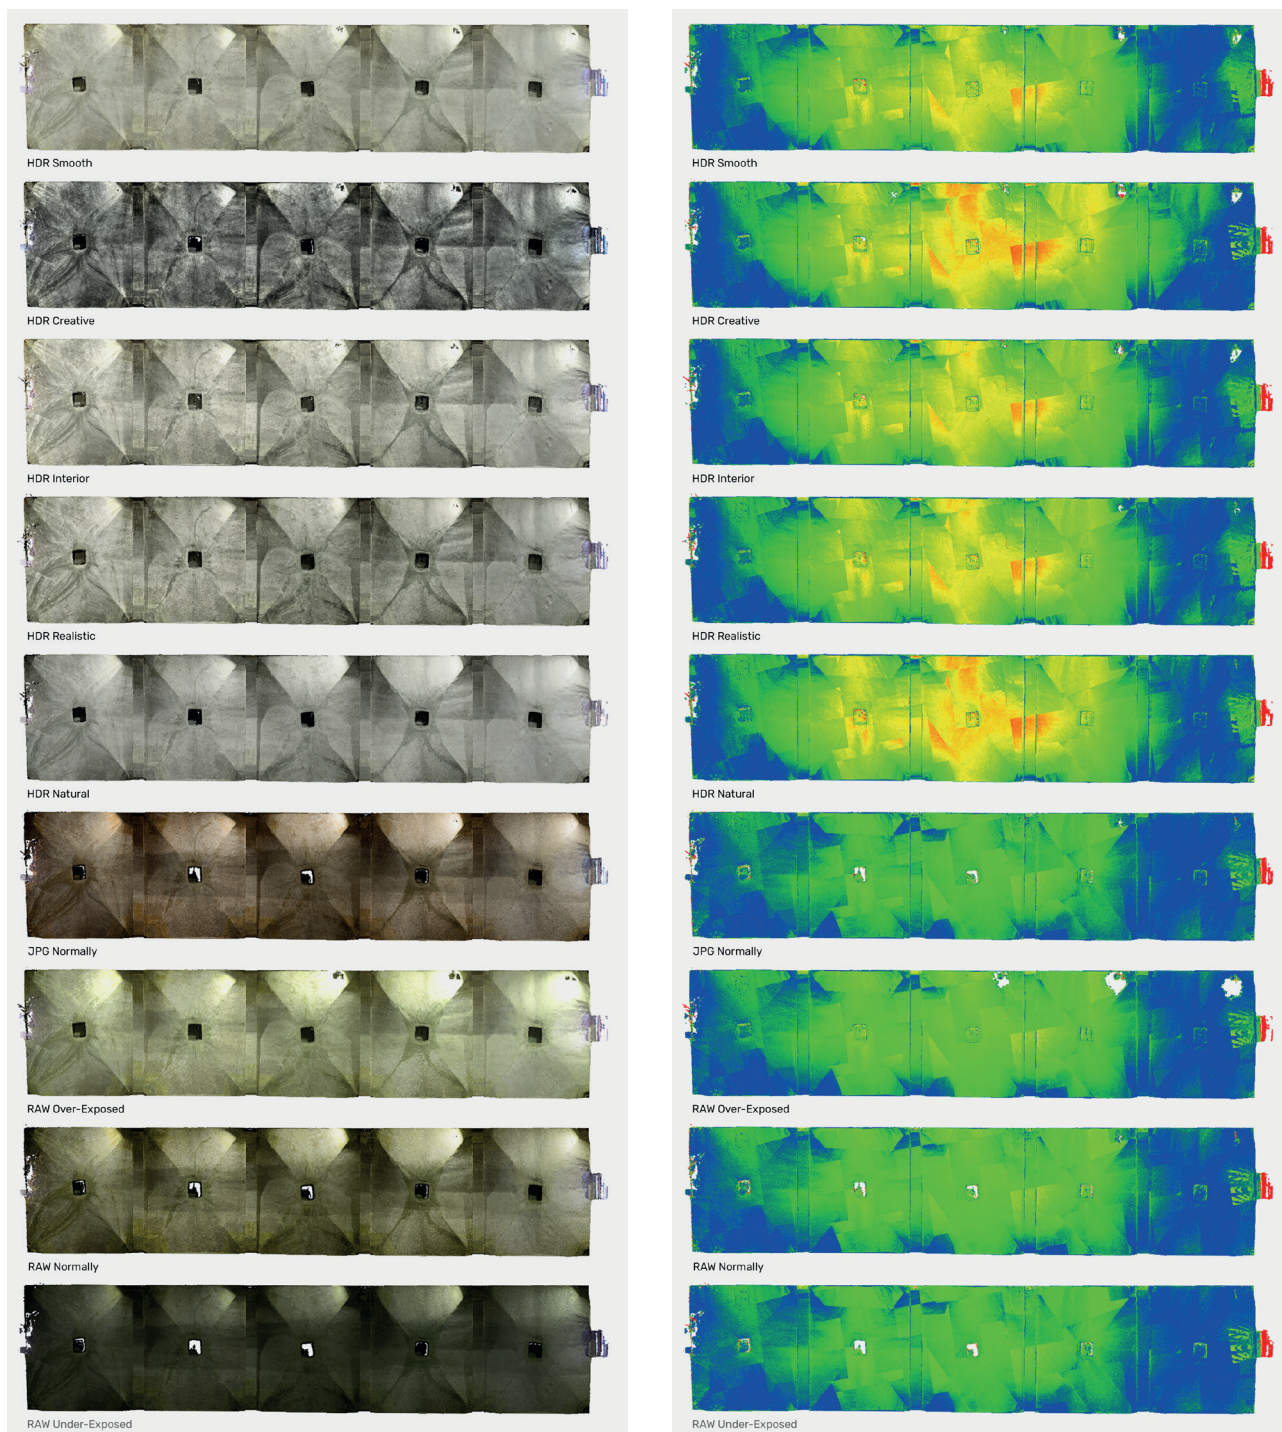 HDR Smooth
HDR Creative
HDR Interior
HDR Realistic
HDR Natural
JPG Normally
RAW Over-Exposed
RAW Normally
RAW Under-Exposed
HDR Smooth
HDR Creative
HDR Interior
HDR Realistic
HDR Natural
JPG Normally
RAW Over-Exposed
RAW Normally
RAW Under-Exposed